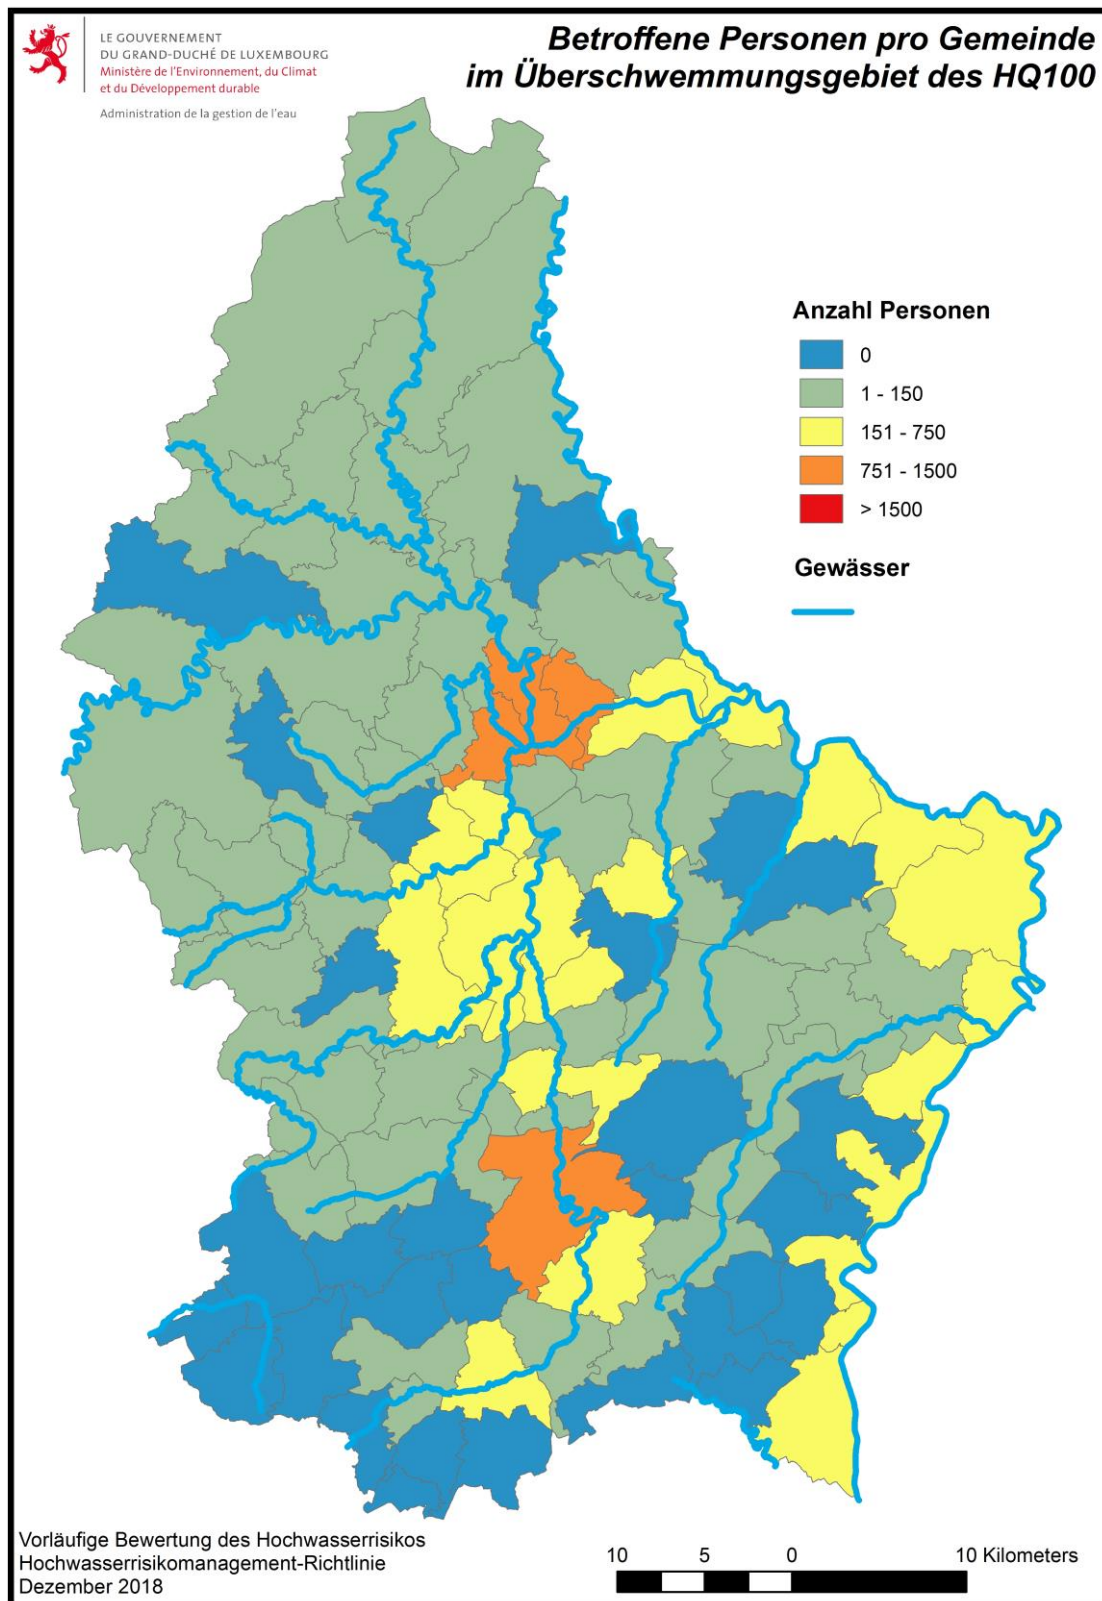 LE GOUVERNEMENT
DU GRAND-DUCHÉ DE LUXEMBOURG
Ministère de l'Environnement, du Climat
et du Développement durable
Administration de la gestion de l'eau
Betroffene Personen pro Gemeinde
im Überschwemmungsgebiet des HQ100
Anzahl Personen
0
1 - 150
151 - 750
751 - 1500
> 1500
Gewässer
Vorläufige Bewertung des Hochwasserrisikos
Hochwasserrisikomanagement-Richtlinie
Dezember 2018
10 5 0 10 Kilometers